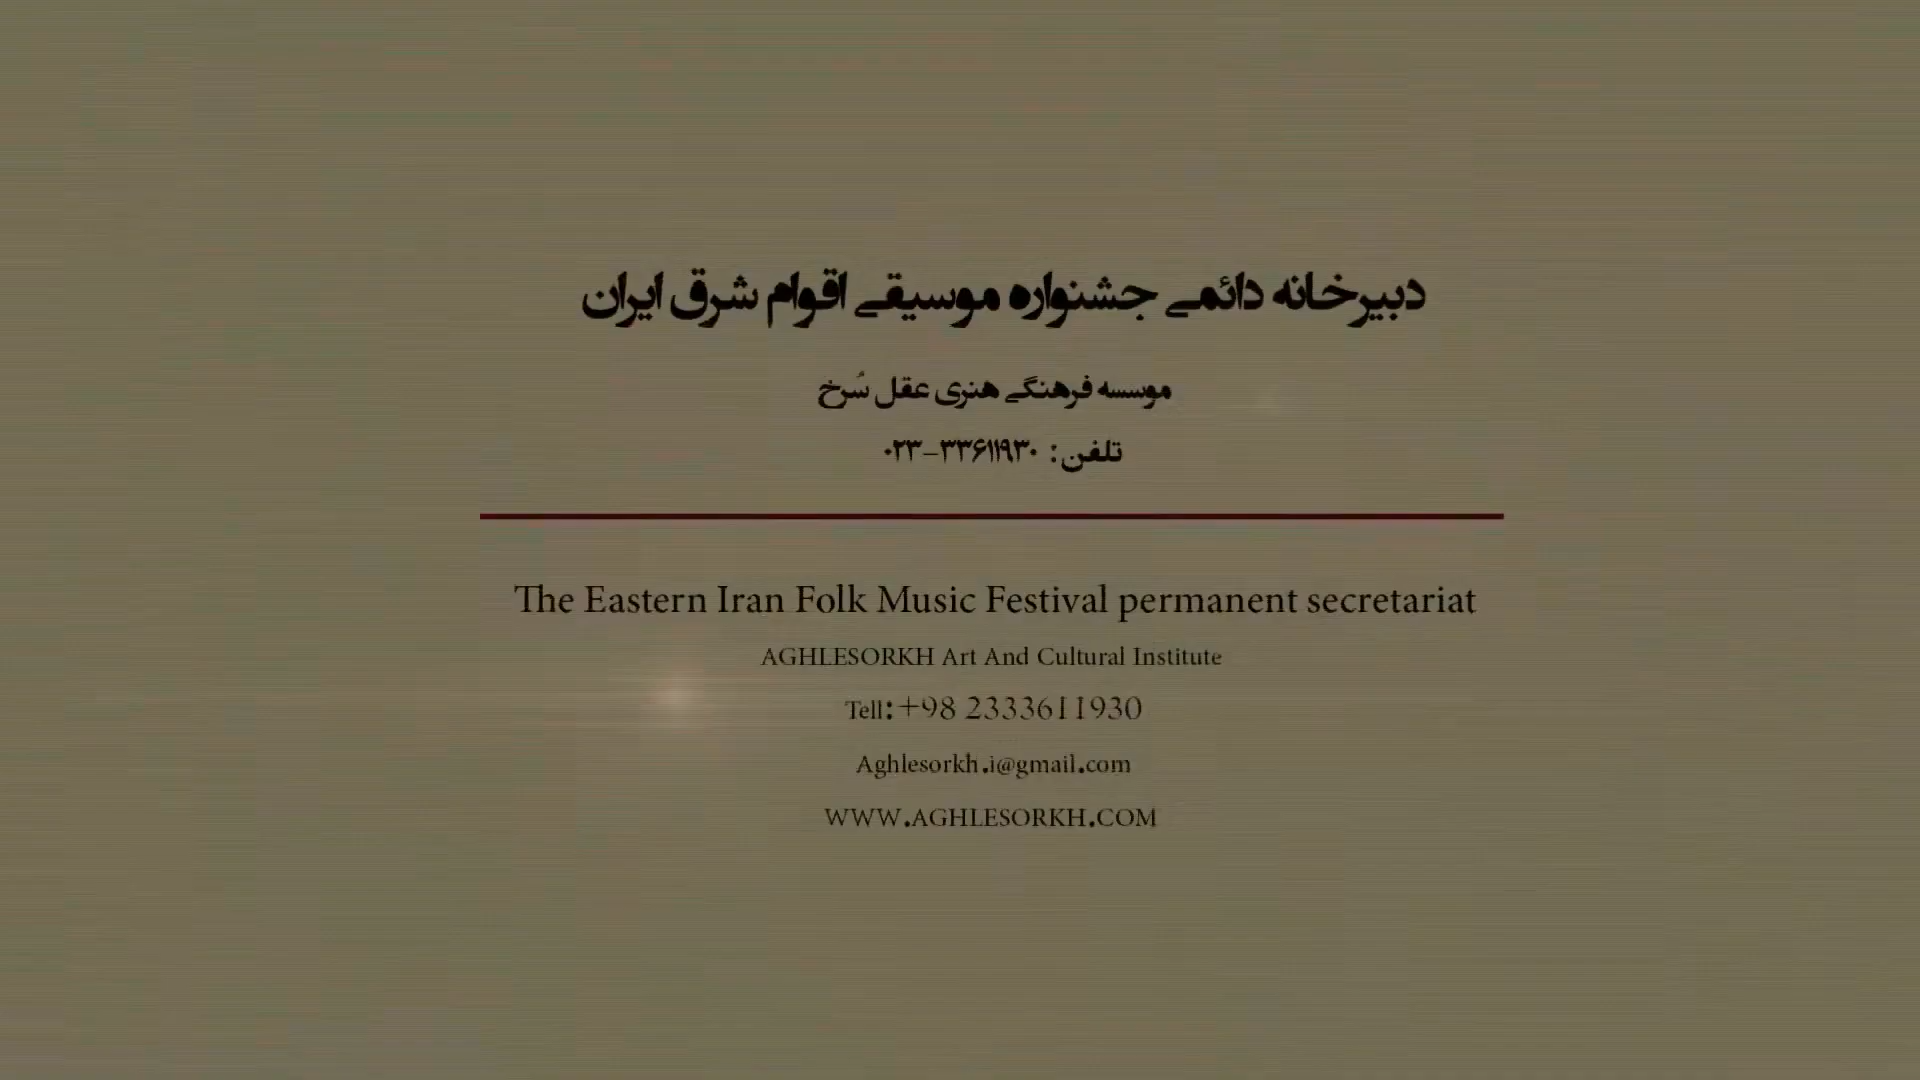 دبیرخانه دائمی جشنواره موسیقی اقوام شرق ایران
موسسه فرهنگی هنری عقل سُرخ
تلفن: ۰۲۳-۳۳۶۱۱۹۳۰
The Eastern Iran Folk Music Festival permanent secretariat
AGHLESORKH Art And Cultural Institute
Tell:+98 2333611930
Aghlesorkh.i@gmail.com
WWW.AGHLESORKH.COM